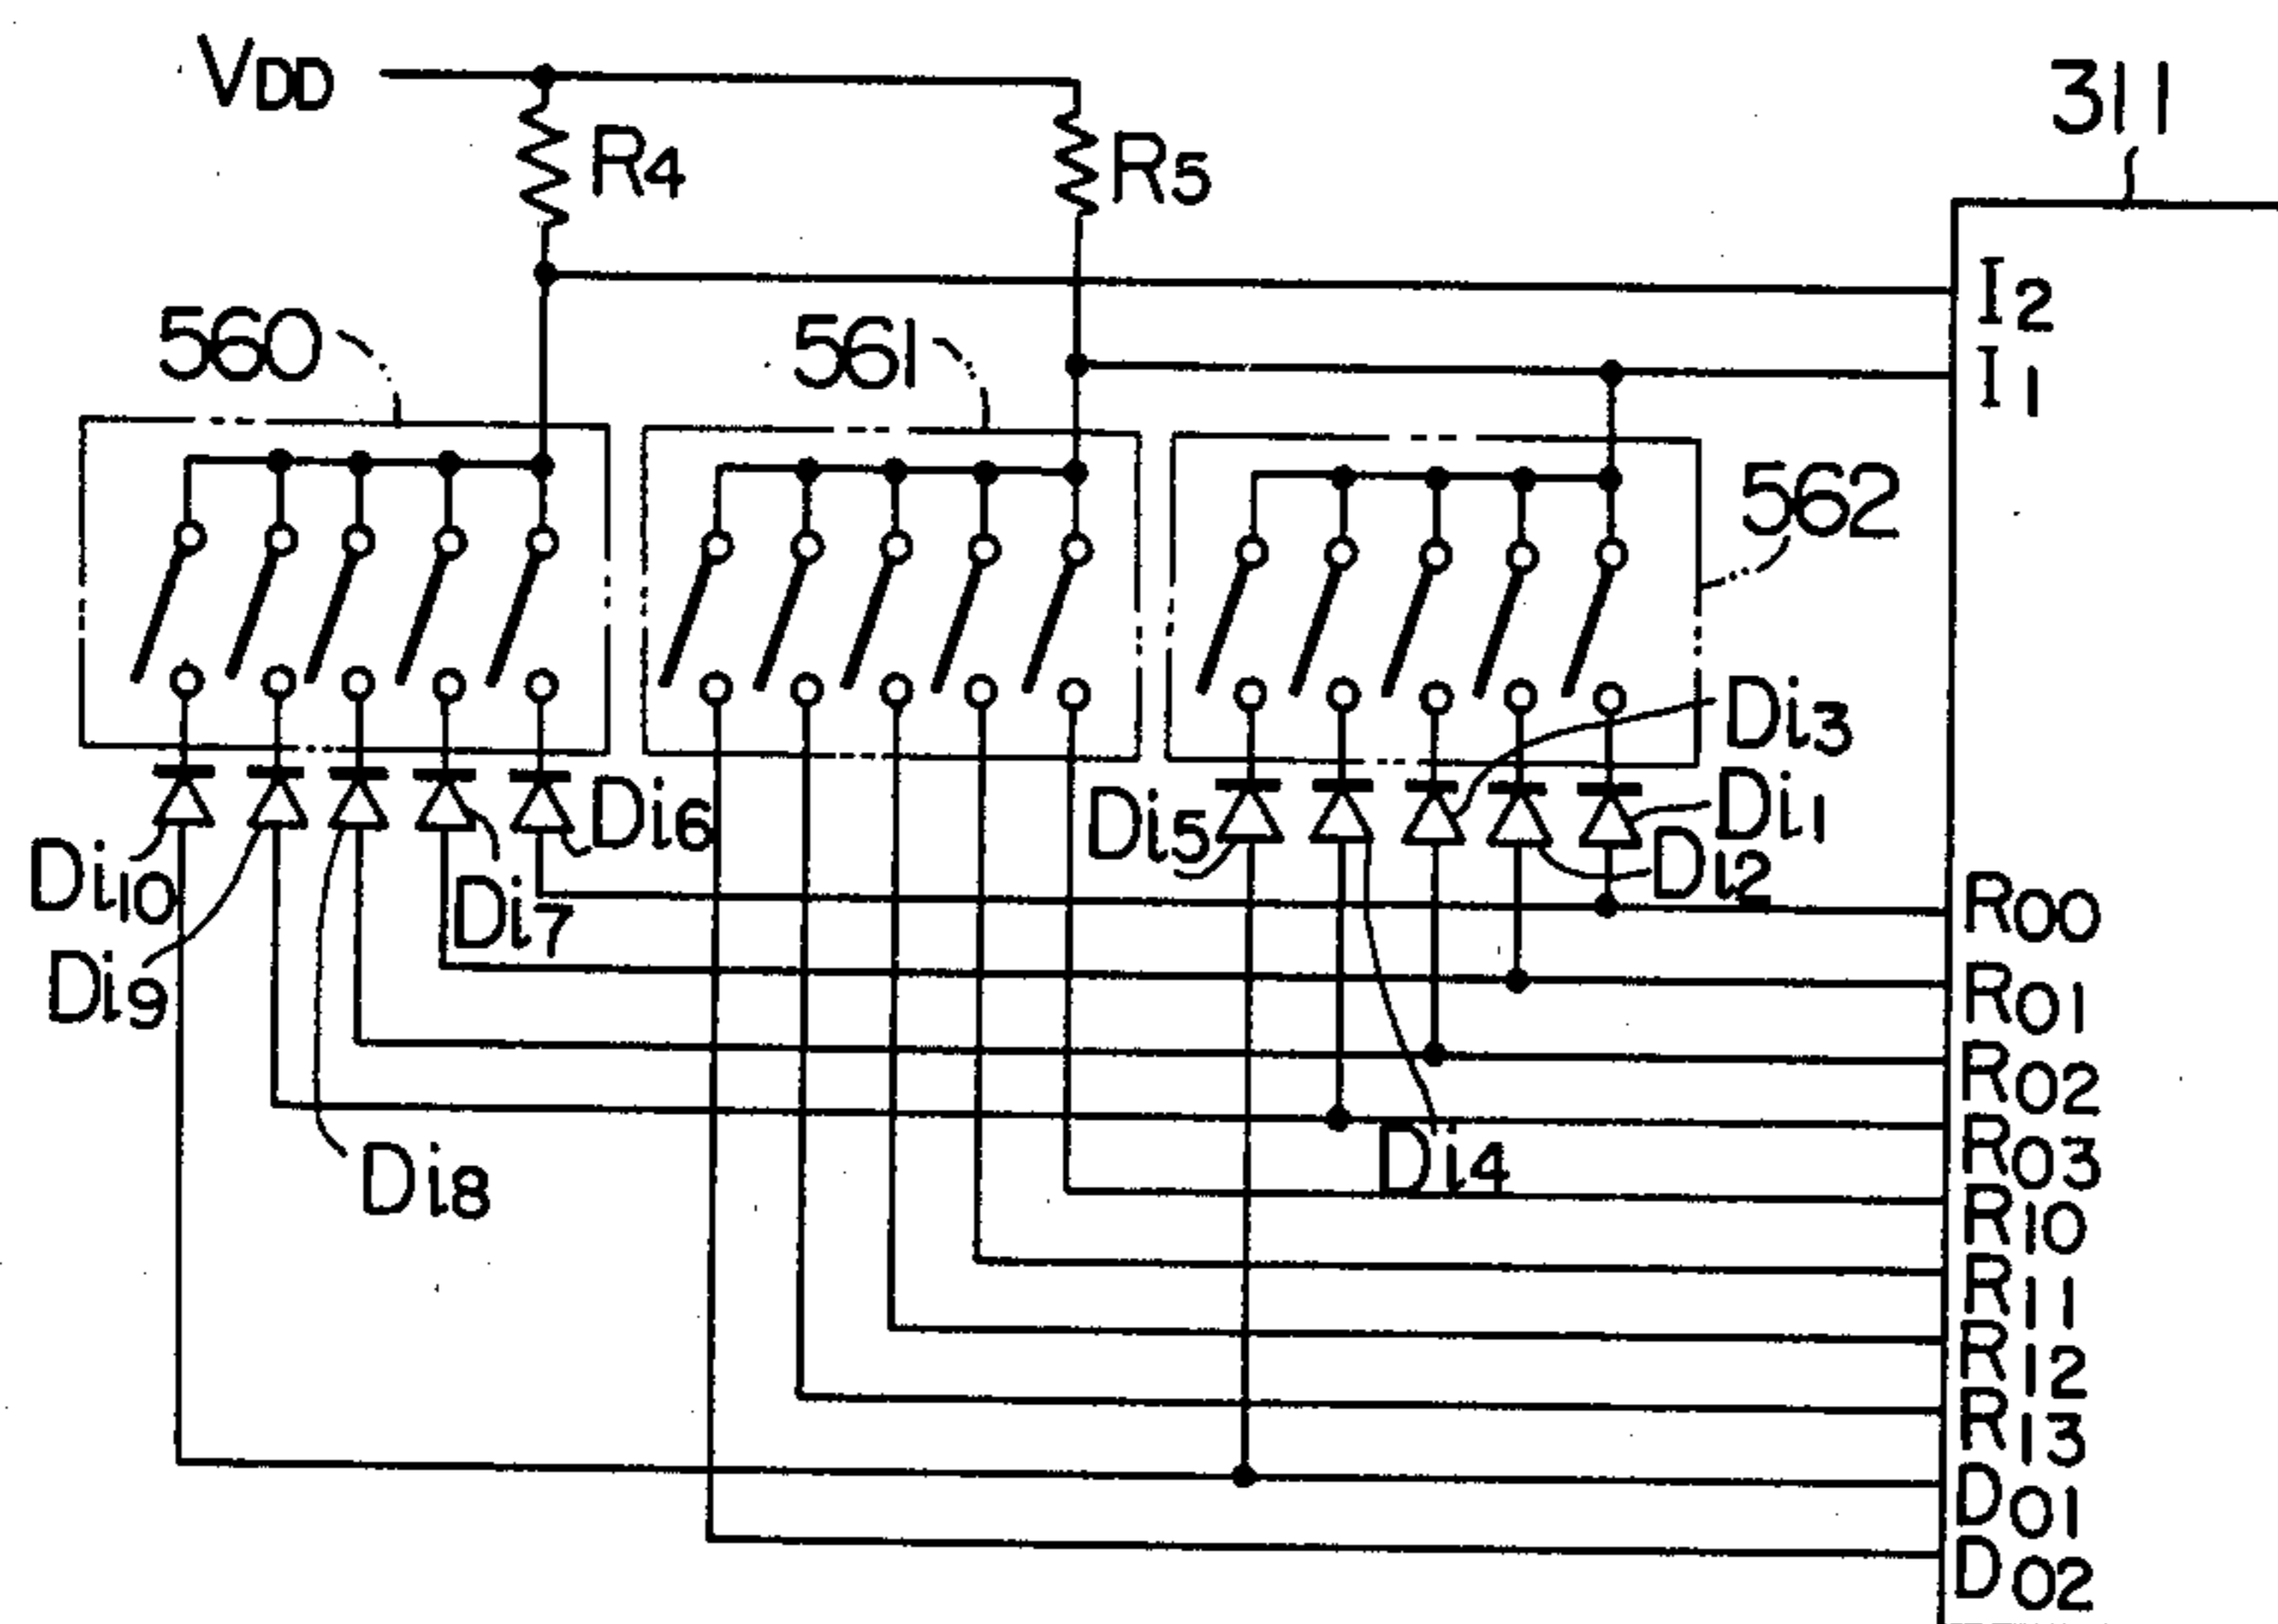 VDD
R4
R5
311
I2
I1
560
561
562
Di3
Di1
Di2
Di6
Di5
Di10
Di7
Di9
Di4
Di8
R00
R01
R02
R03
R10
R11
R12
R13
D01
D02